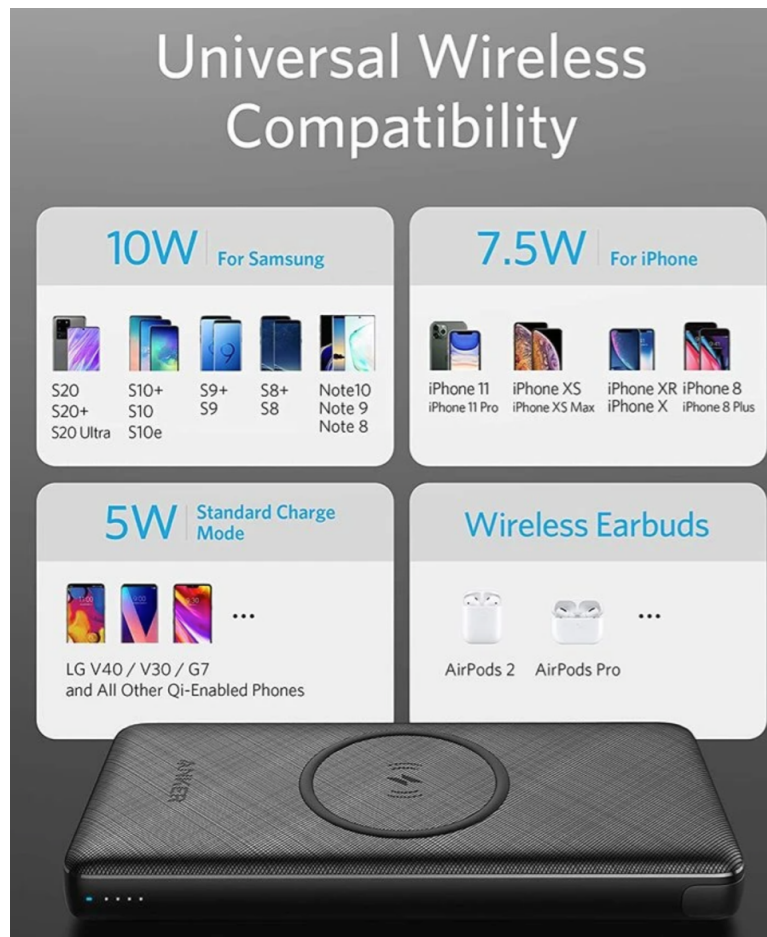 Universal Wireless
Compatibility
10W For Samsung
S20
S20+
S20 Ultra
S10+
S10
S10e
S9+
S9
S8+
S8
Note10
Note 9
Note 8
7.5W For iPhone
iPhone 11
iPhone 11 Pro
iPhone XS
iPhone XS Max
iPhone XR
iPhone X
iPhone 8
iPhone 8 Plus
5W Standard Charge
Mode
...
LG V40 / V30 / G7
and All Other Qi-Enabled Phones
Wireless Earbuds
...
AirPods 2
AirPods Pro
ANKER